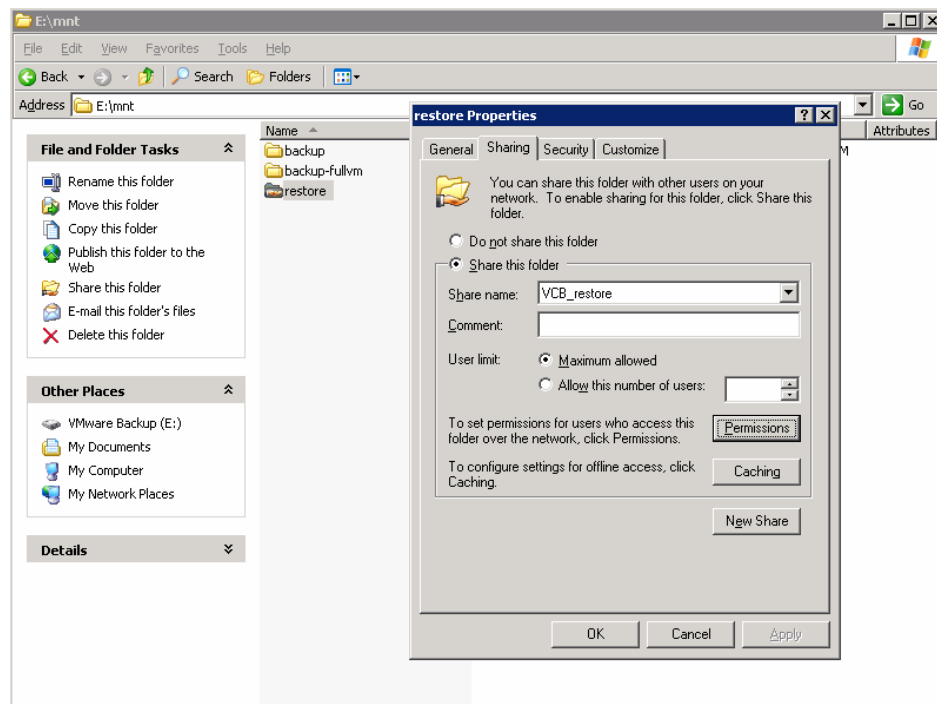 E:\mnt
File Edit View Favorites Tools Help
Back Search Folders
Address E:\mnt Go
File and Folder Tasks
Rename this folder
Move this folder
Copy this folder
Publish this folder to the
Web
Share this folder
E-mail this folder's files
Delete this folder
Other Places
VMware Backup (E:)
My Documents
My Computer
My Network Places
Details
Name Attributes
backup
backup-fullvm
restore
M
restore Properties
General Sharing Security Customize
You can share this folder with other users on your
network. To enable sharing for this folder, click Share this
folder.
Do not share this folder
Share this folder
Share name: VCB_restore
Comment:
User limit: Maximum allowed
Allow this number of users:
To set permissions for users who access this
folder over the network, click Permissions.
Permissions
To configure settings for offline access, click
Caching.
Caching
New Share
OK Cancel Apply